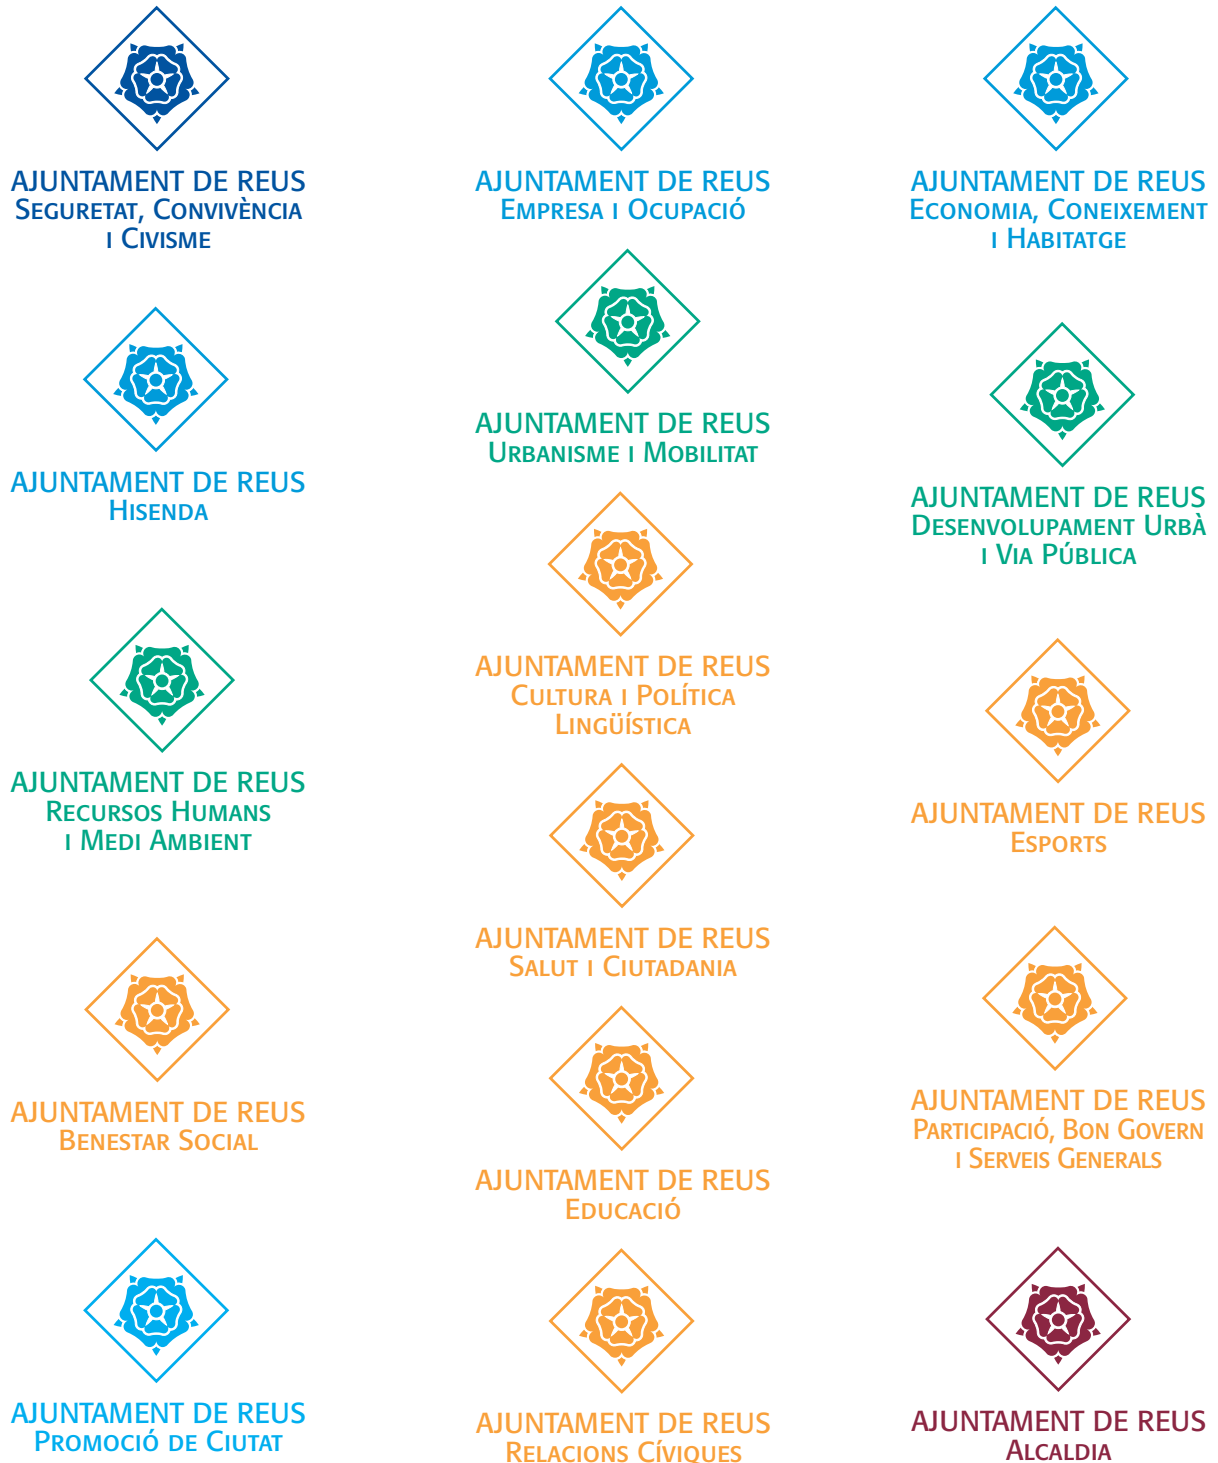 AJUNTAMENT DE REUS
Seguretat, Convivència
i Civisme
AJUNTAMENT DE REUS
Empresa i Ocupació
AJUNTAMENT DE REUS
Economia, Coneixement
i Habitatge
AJUNTAMENT DE REUS
Hisenda
AJUNTAMENT DE REUS
Urbanisme i Mobilitat
AJUNTAMENT DE REUS
Desenvolupament Urbà
i Via Pública
AJUNTAMENT DE REUS
Recursos Humans
i Medi Ambient
AJUNTAMENT DE REUS
Cultura i Política
Lingüística
AJUNTAMENT DE REUS
Esports
AJUNTAMENT DE REUS
Benestar Social
AJUNTAMENT DE REUS
Salut i Ciutadania
AJUNTAMENT DE REUS
Participació, Bon Govern
i Serveis Generals
AJUNTAMENT DE REUS
Educació
AJUNTAMENT DE REUS
Promoció de Ciutat
AJUNTAMENT DE REUS
Relacions Cíviques
AJUNTAMENT DE REUS
Alcaldia